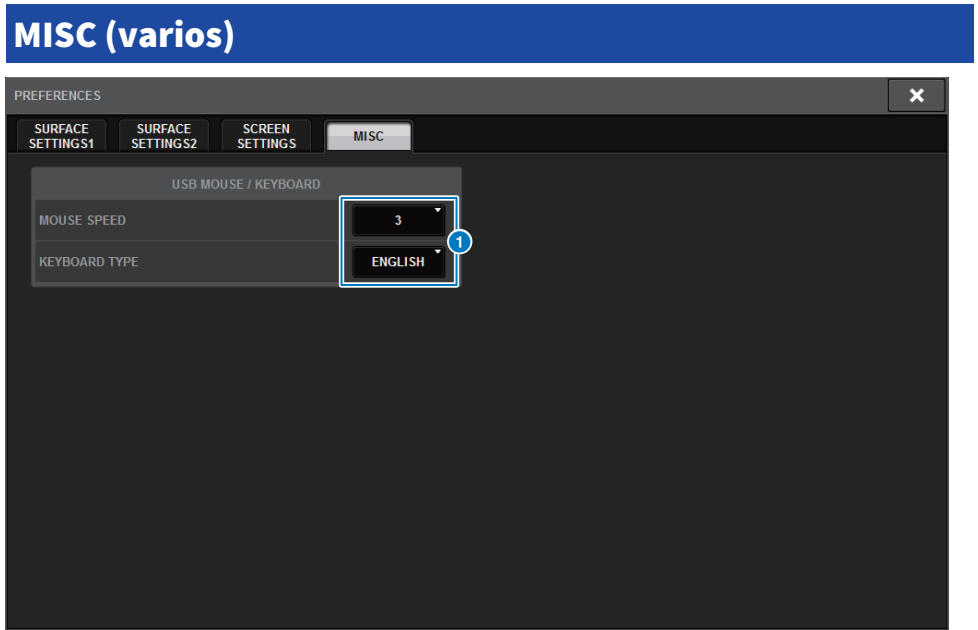 MISC (varios)
PREFERENCES
SURFACE SETTINGS1
SURFACE SETTINGS2
SCREEN SETTINGS
MISC
USB MOUSE / KEYBOARD
MOUSE SPEED 3
1
KEYBOARD TYPE ENGLISH